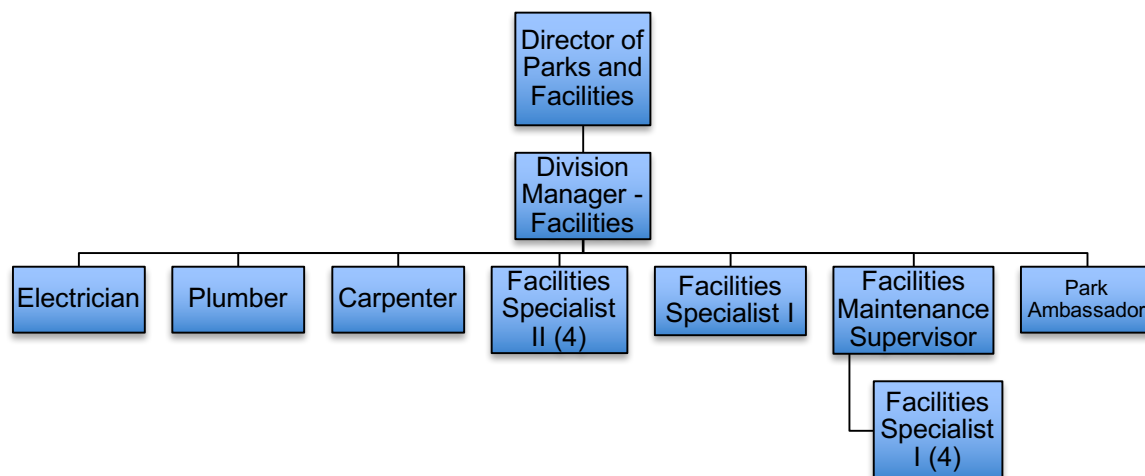 Director of
Parks and
Facilities
Division
Manager -
Facilities
Electrician
Plumber
Carpenter
Facilities
Specialist
II (4)
Facilities
Specialist I
Facilities
Maintenance
Supervisor
Park
Ambassador
Facilities
Specialist
I (4)